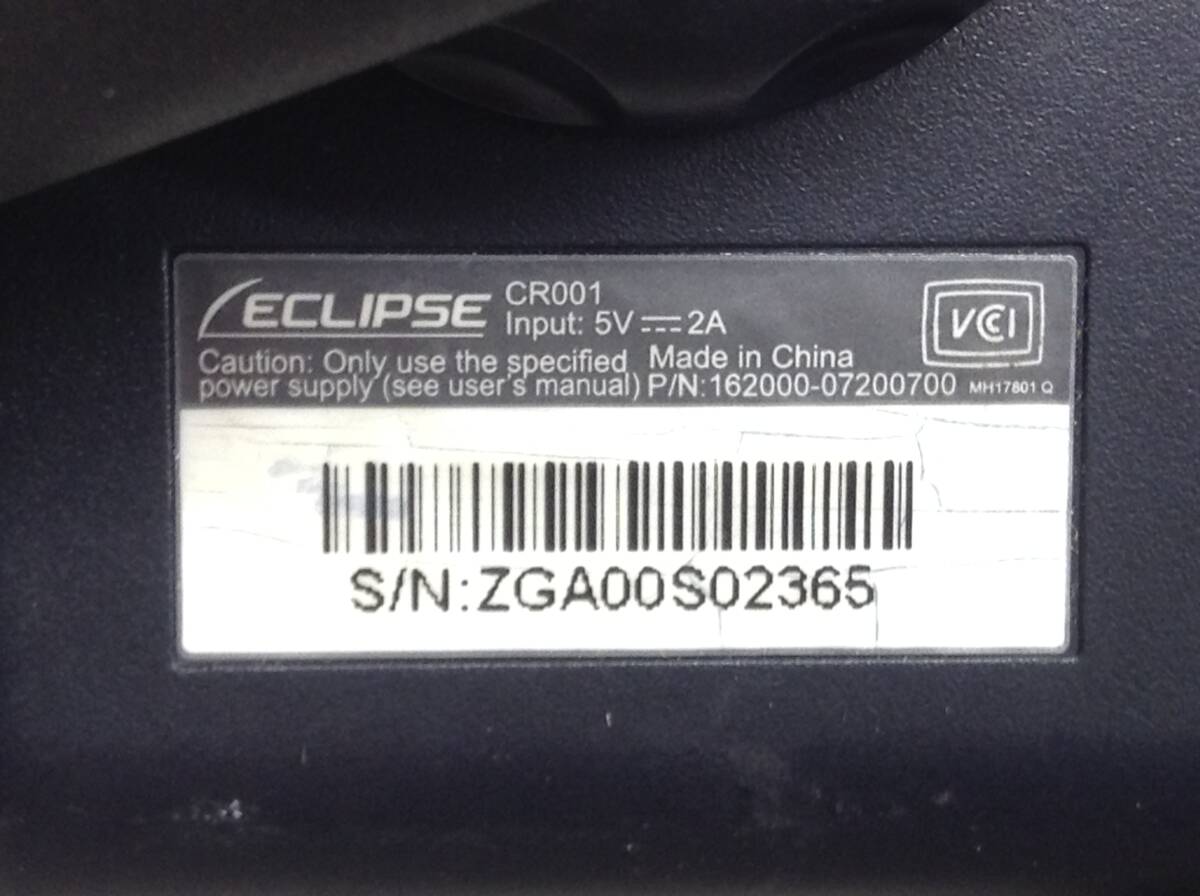 ECLIPSE CR001
Input: 5V ⎓ 2A
VCCI
Caution: Only use the specified Made in China
power supply (see user's manual) P/N:162000-07200700 MH17801 Q
S/N:ZGA00S02365